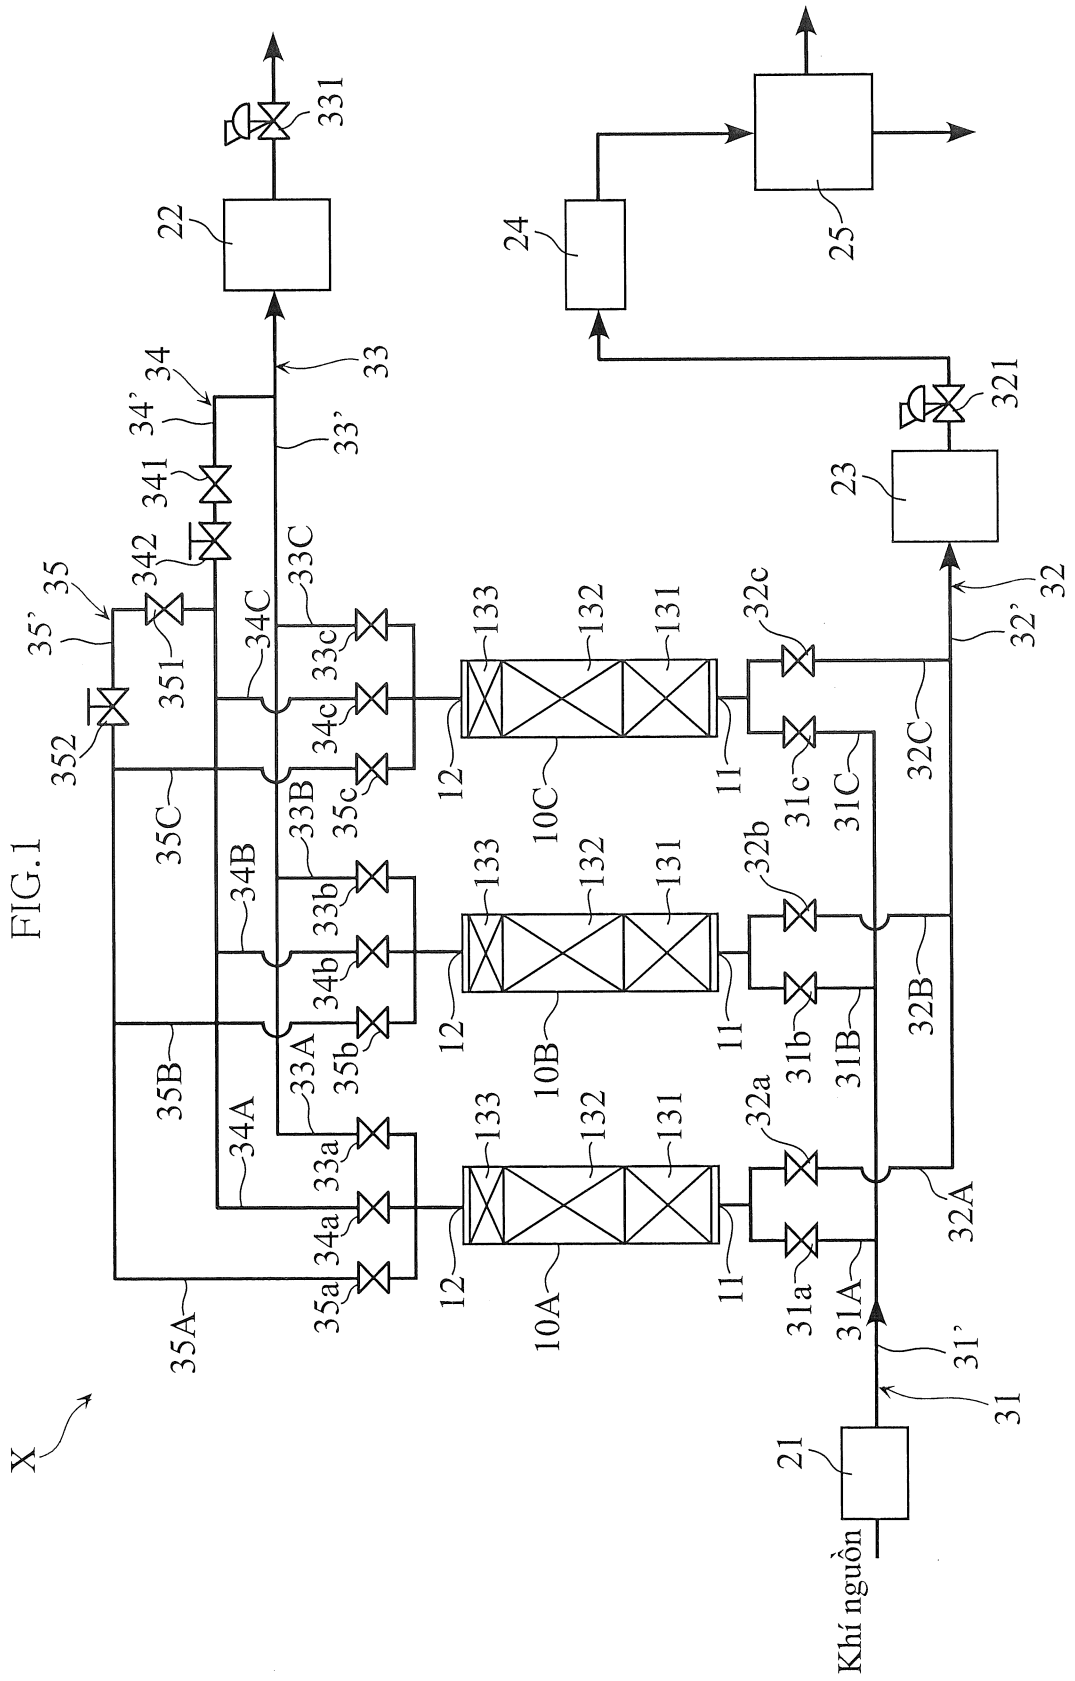 FIG.1
X
35'
35
352
342
341
34'
34
35A
35B
35C
351
22
34A
34B
34C
33A
33B
33C
331
35a
34a
33a
35b
34b
33b
35c
34c
33c
33'
33
12
12
12
133
133
133
24
10A
10B
10C
132
132
132
131
131
131
11
11
11
32a
32b
32c
21
31a
31b
31c
Khí nguồn
31A
31B
31C
23
25
32A
32B
32C
31'
31
32'
32
321